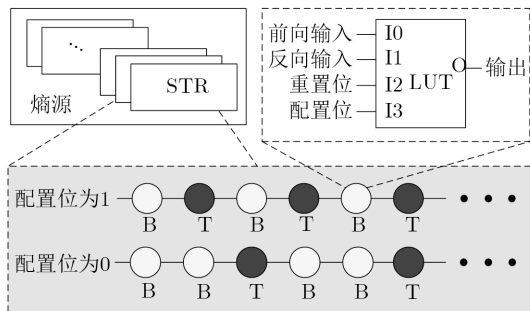 STR
熵源
前向输入
反向输入
重置位
配置位
I0
I1
I2
I3
LUT
O
输出
配置位为1
B T B T B T
配置位为0
B B T B B T